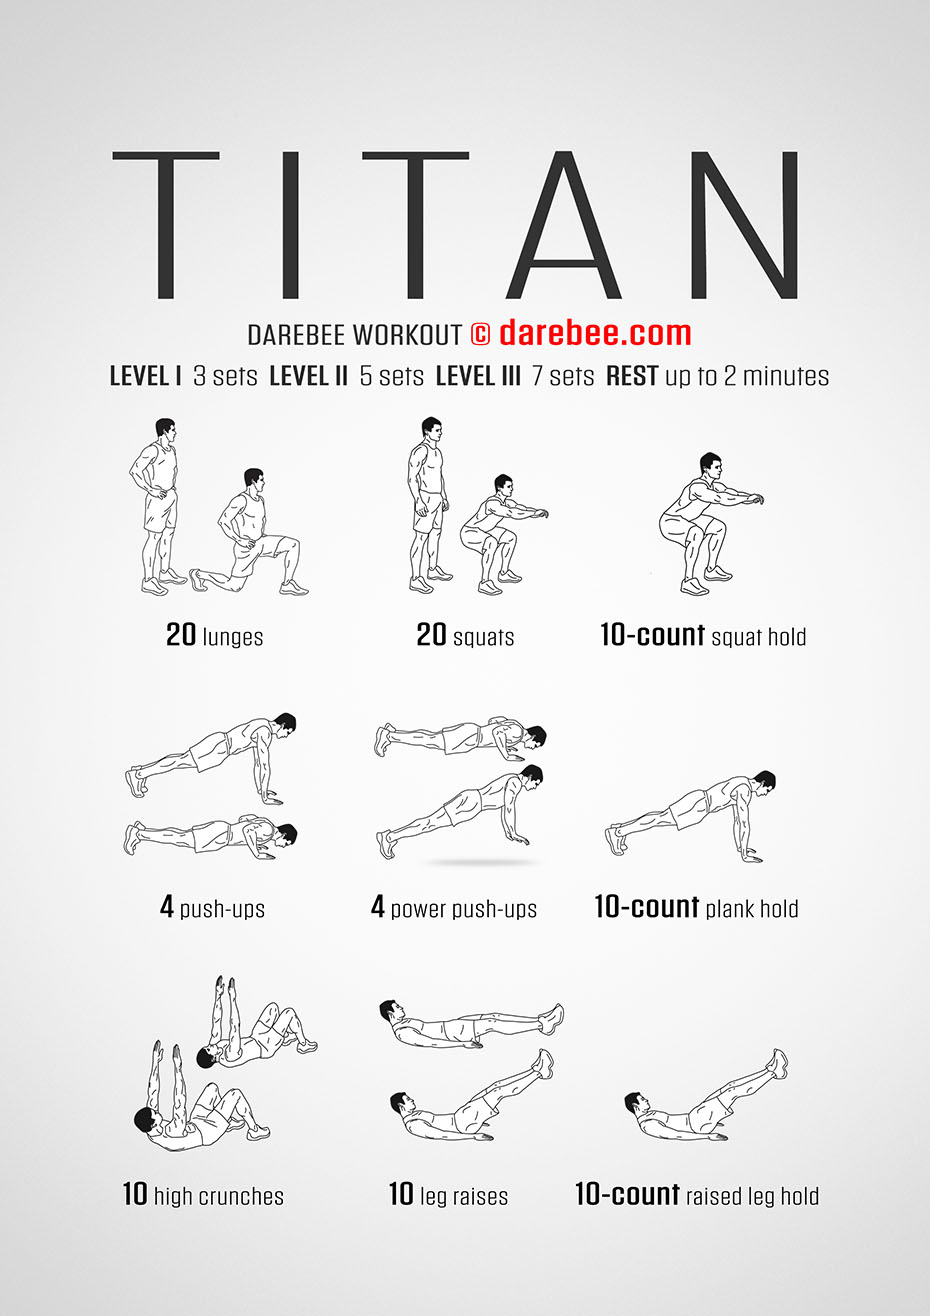 TITAN
DAREBEE WORKOUT © darebee.com
LEVEL I 3 sets LEVEL II 5 sets LEVEL III 7 sets REST up to 2 minutes
20 lunges
20 squats
10-count squat hold
4 push-ups
4 power push-ups
10-count plank hold
10 high crunches
10 leg raises
10-count raised leg hold